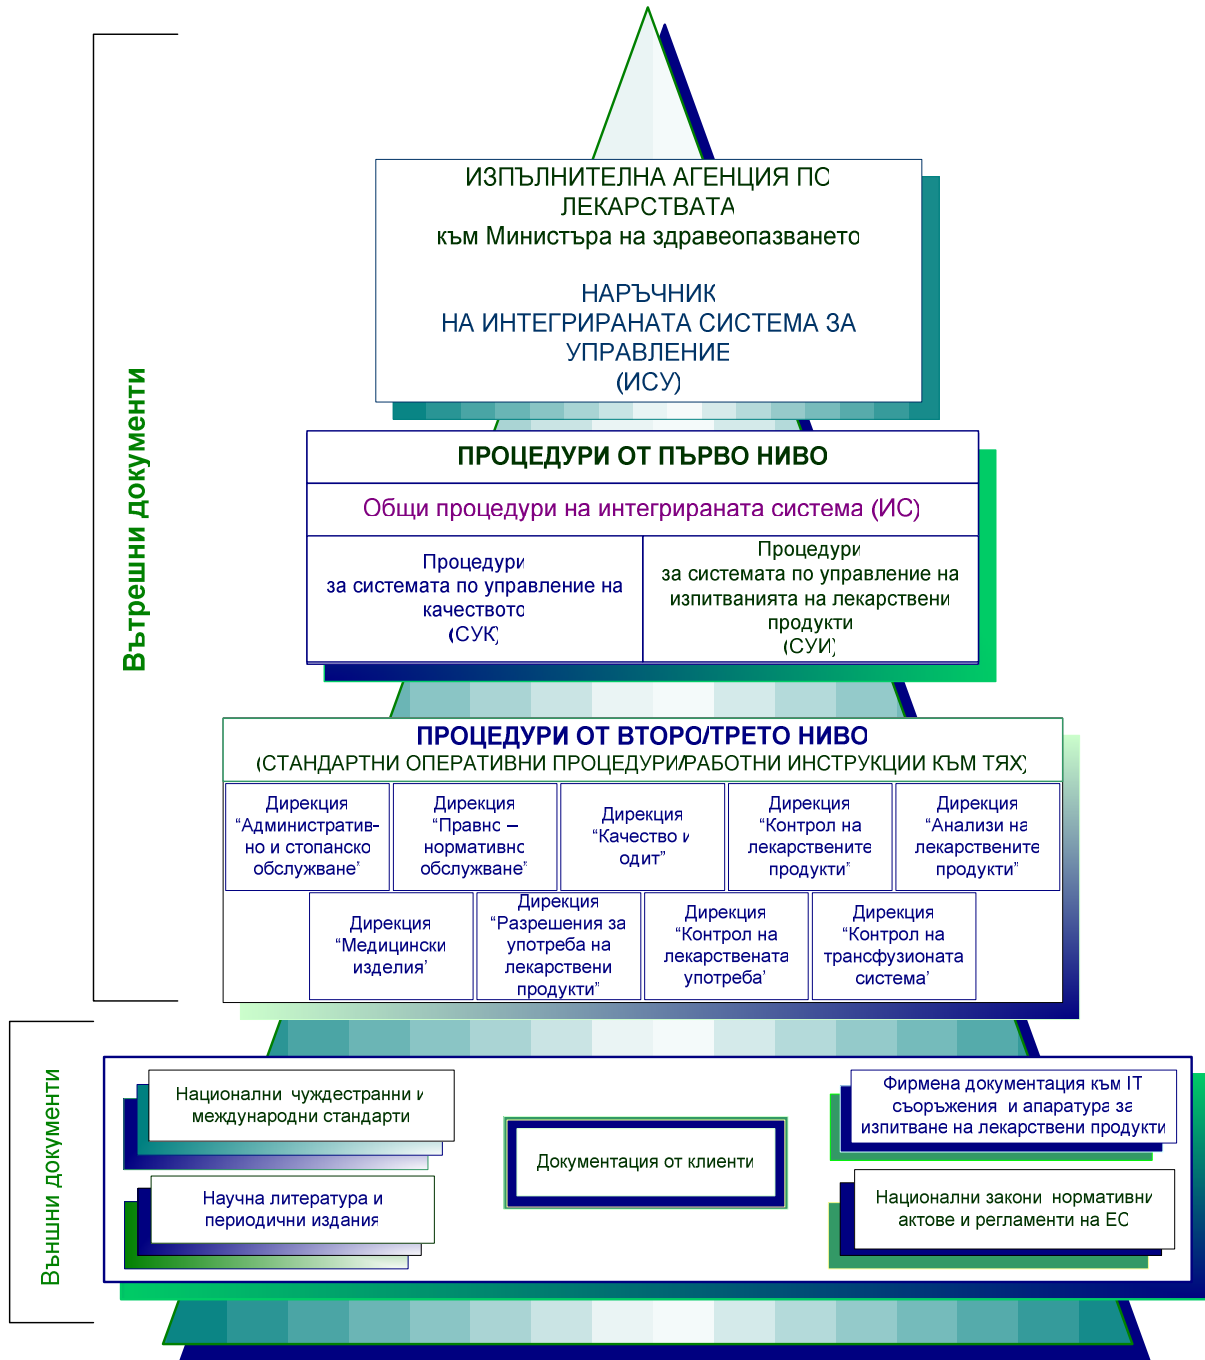 ИЗПЪЛНИТЕЛНА АГЕНЦИЯ ПО
ЛЕКАРСТВАТА
към Министъра на здравеопазването
НАРЪЧНИК
НА ИНТЕГРИРАНАТА СИСТЕМА ЗА
УПРАВЛЕНИЕ
(ИСУ)
Вътрешни документи
ПРОЦЕДУРИ ОТ ПЪРВО НИВО
Общи процедури на интегрираната система (ИС)
Процедури
за системата по управление на
качеството
(СУК)
Процедури
за системата по управление на
изпитванията на лекарствени
продукти
(СУИ)
ПРОЦЕДУРИ ОТ ВТОРО/ТРЕТО НИВО
(СТАНДАРТНИ ОПЕРАТИВНИ ПРОЦЕДУРИ/РАБОТНИ ИНСТРУКЦИИ КЪМ ТЯХ)
Дирекция
“Административ-
но и стопанско
обслужване”
Дирекция
“Правно –
нормативно
обслужване”
Дирекция
“Качество и
одит”
Дирекция
“Контрол на
лекарствените
продукти”
Дирекция
“Анализи на
лекарствените
продукти”
Дирекция
“Медицински
изделия”
Дирекция
“Разрешения за
употреба на
лекарствени
продукти”
Дирекция
“Контрол на
лекарствената
употреба”
Дирекция
“Контрол на
трансфузионата
система”
Външни документи
Национални чуждестранни и
международни стандарти
Научна литература и
периодични издания
Документация от клиенти
Фирмена документация към IT
съоръжения и апаратура за
изпитване на лекарствени продукти
Национални закони нормативни
актове и регламенти на ЕС